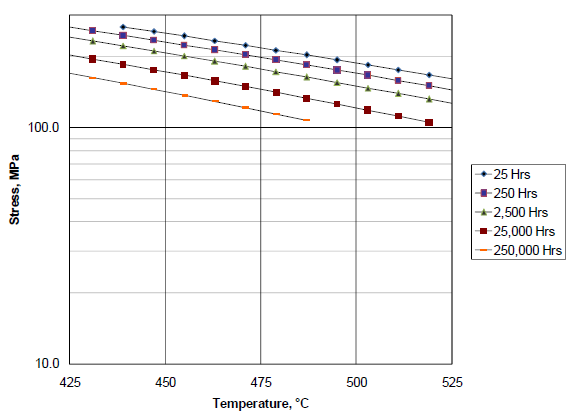 100.0
10.0
Stress, MPa
425 450 475 500 525
Temperature, °C
25 Hrs
250 Hrs
2,500 Hrs
25,000 Hrs
250,000 Hrs